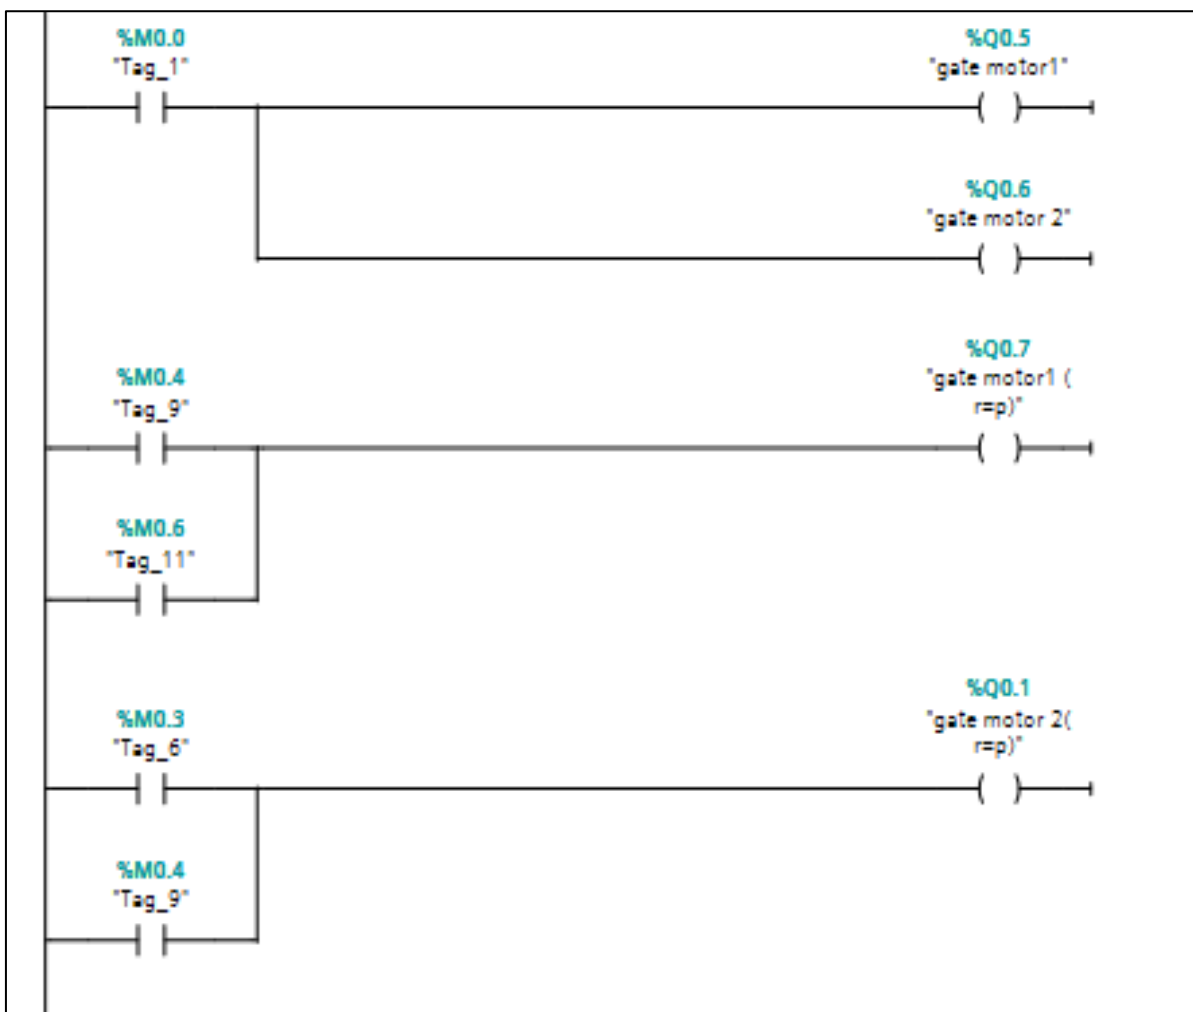 %M0.0
"Tag_1"
%Q0.5
"gate motor1"
%Q0.6
"gate motor 2"
%M0.4
"Tag_9"
%Q0.7
"gate motor1 (
r=p)"
%M0.6
"Tag_11"
%M0.3
"Tag_6"
%Q0.1
"gate motor 2(
r=p)"
%M0.4
"Tag_9"